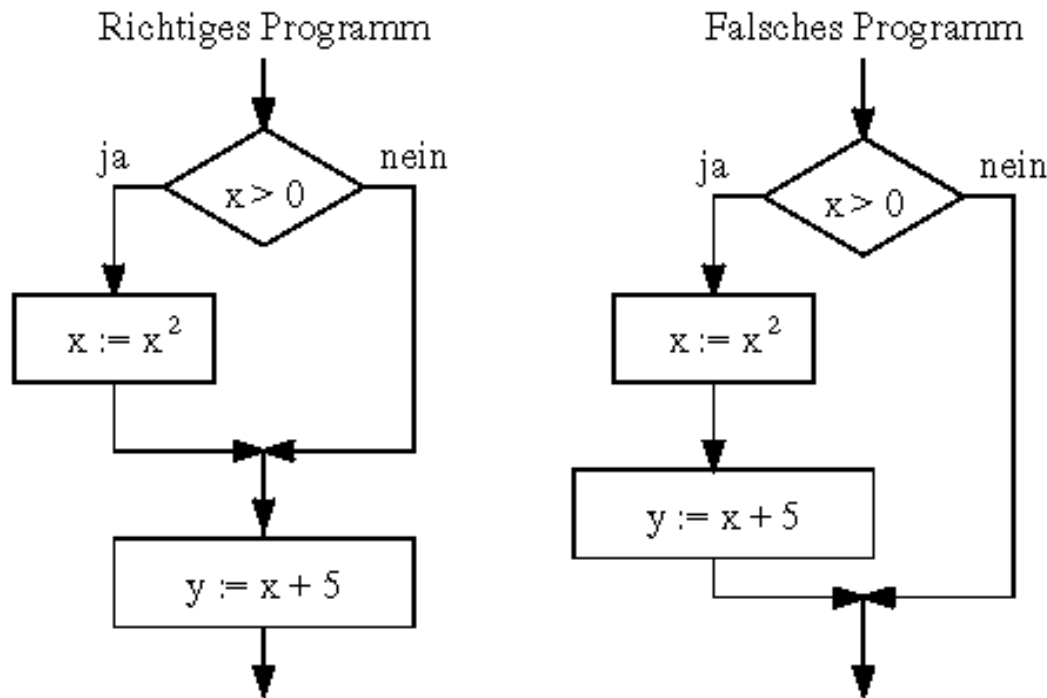 Richtiges Programm
ja
nein
x > 0
x := x²
y := x + 5
Falsches Programm
ja
nein
x > 0
x := x²
y := x + 5